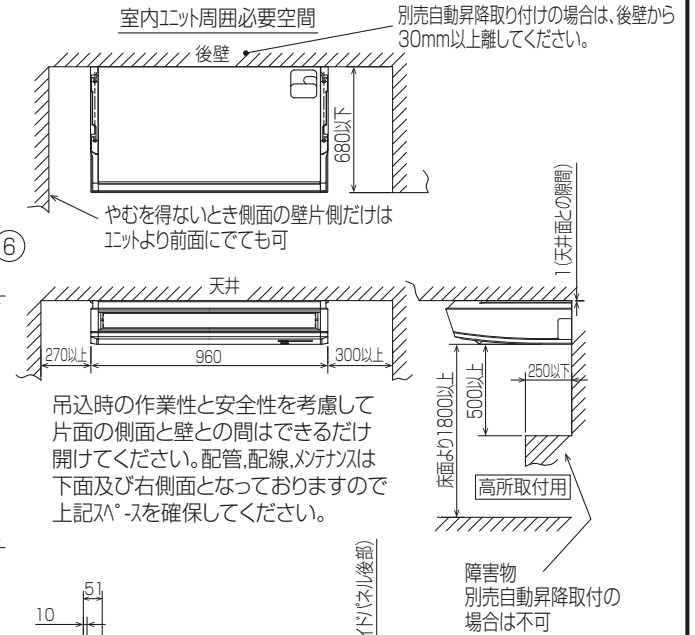 室内ユニット周囲必要空間
別売自動昇降取り付けの場合は、後壁から
30mm以上離してください。
後壁
680以下
やむを得ないとき側面の壁片側だけは
ユニットより前面にでても可
6
1(天井面との隙間)
天井
270以上
960
300以上
250以下
500以上
床面より1800以上
吊込時の作業性と安全性を考慮して
片面の側面と壁との間はできるだけ
開けてください。配管,配線,メンテナンスは
下面及び右側面となっておりますので
上記スペースを確保してください。
高所取付用
障害物
別売自動昇降取付の
場合は不可
51
10
イドパネル後部)